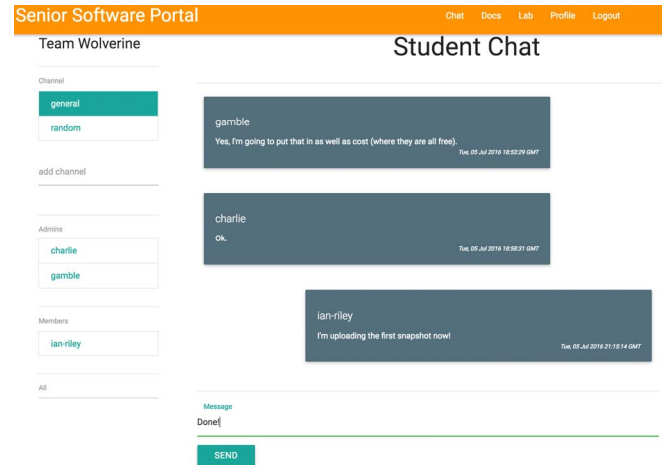 Senior Software Portal
Chat Docs Lab Profile Logout
Team Wolverine
Channel
general
random
add channel
Admins
charlie
gamble
Members
ian-riley
All
Student Chat
gamble
Yes, I'm going to put that in as well as cost (where they are all free).
Tue, 05 Jul 2016 18:53:29 GMT
charlie
Ok.
Tue, 05 Jul 2016 18:58:31 GMT
ian-riley
I'm uploading the first snapshot now!
Tue, 05 Jul 2016 21:15:14 GMT
Message
Done!
SEND